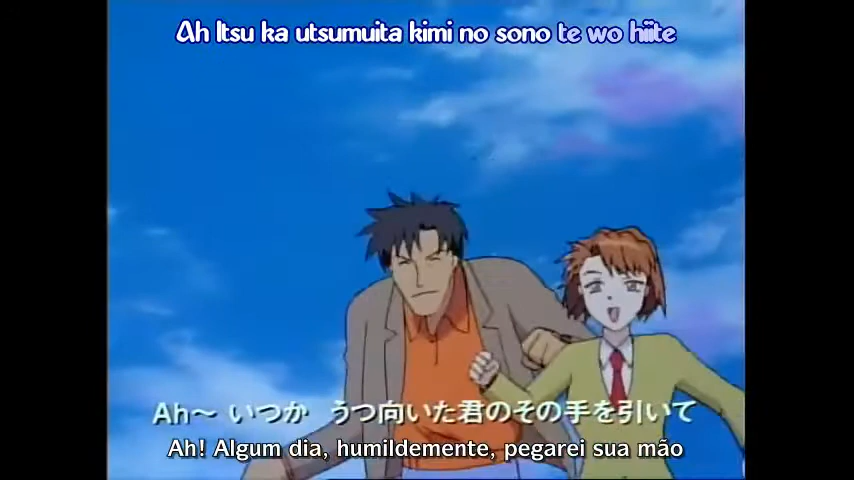 Ah Itsu ka utsumuita kimi no sono te wo hiite
Ah～ いつか うつ向いた君のその手を引いて
Ah! Algum dia, humildemente, pegarei sua mão